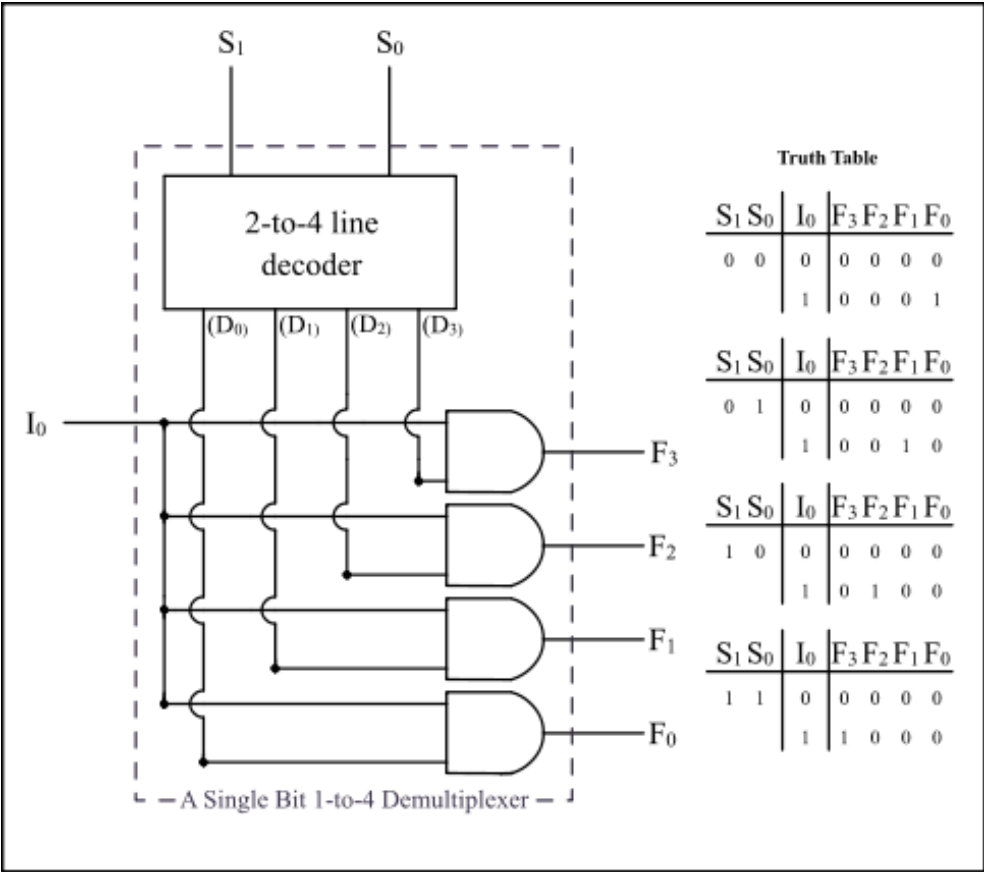 S₁ S₀
2-to-4 line
decoder
(D₀) (D₁) (D₂) (D₃)
I₀
F₃
F₂
F₁
F₀
A Single Bit 1-to-4 Demultiplexer
Truth Table
S₁ S₀ I₀ F₃ F₂ F₁ F₀
0 0 0 0 0 0 0
1 0 0 0 1
S₁ S₀ I₀ F₃ F₂ F₁ F₀
0 1 0 0 0 0 0
1 0 0 1 0
S₁ S₀ I₀ F₃ F₂ F₁ F₀
1 0 0 0 0 0 0
1 0 1 0 0
S₁ S₀ I₀ F₃ F₂ F₁ F₀
1 1 0 0 0 0 0
1 1 0 0 0